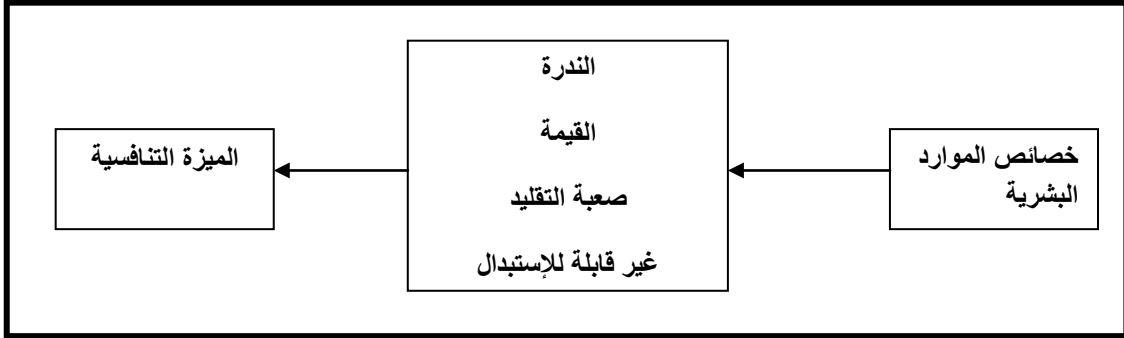 خصائص الموارد
البشرية
الندرة
القيمة
صعبة التقليد
غير قابلة للإستبدال
الميزة التنافسية